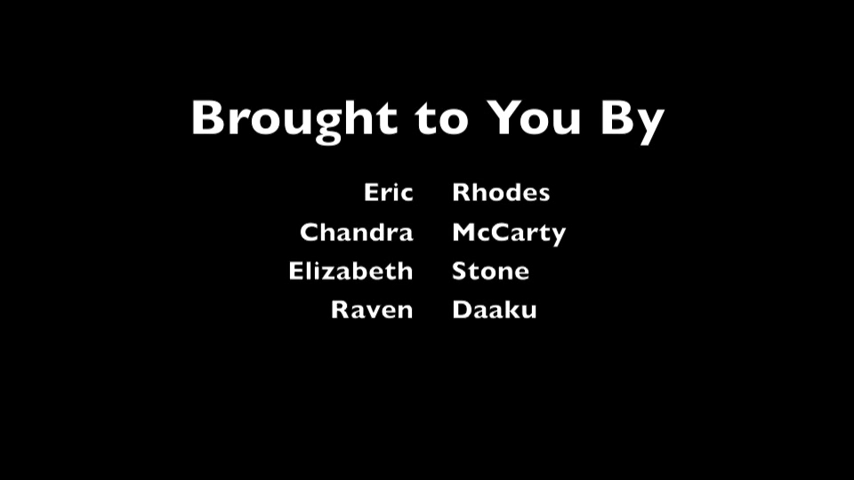 Brought to You By
Eric Rhodes
Chandra McCarty
Elizabeth Stone
Raven Daaku